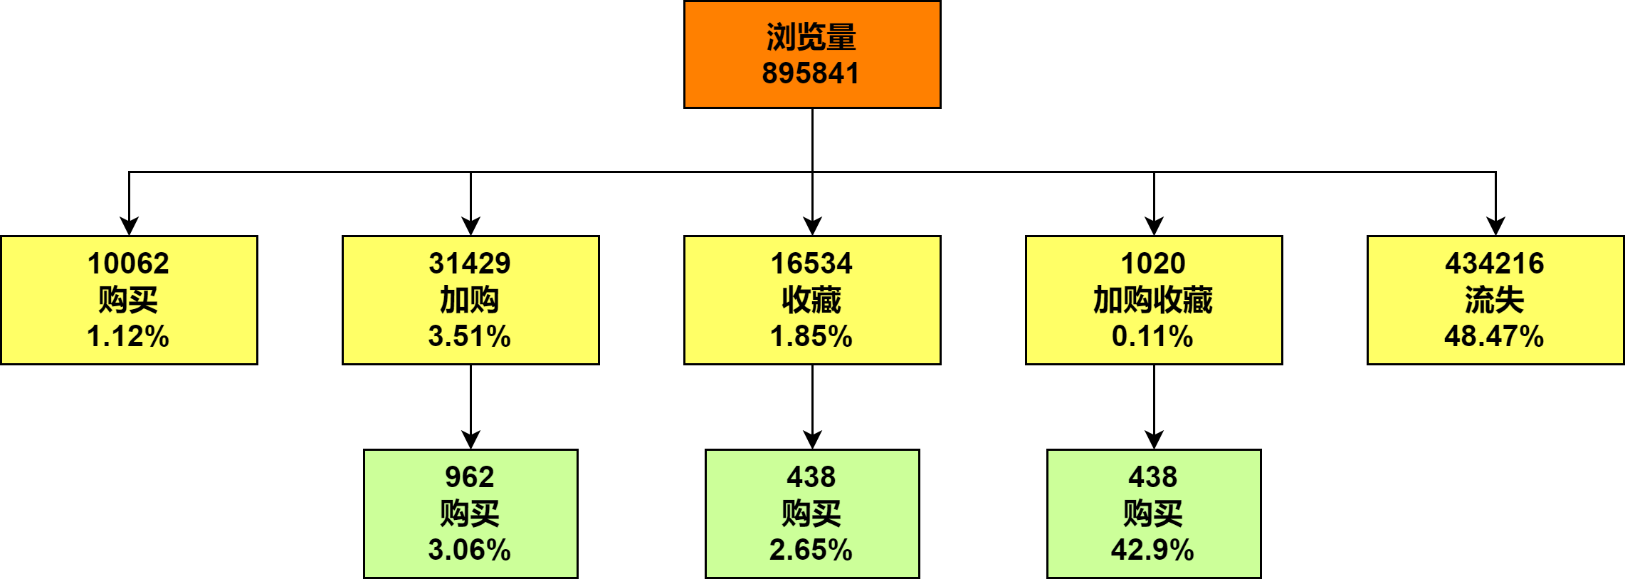 浏览量
895841
10062
购买
1.12%
31429
加购
3.51%
16534
收藏
1.85%
1020
加购收藏
0.11%
434216
流失
48.47%
962
购买
3.06%
438
购买
2.65%
438
购买
42.9%